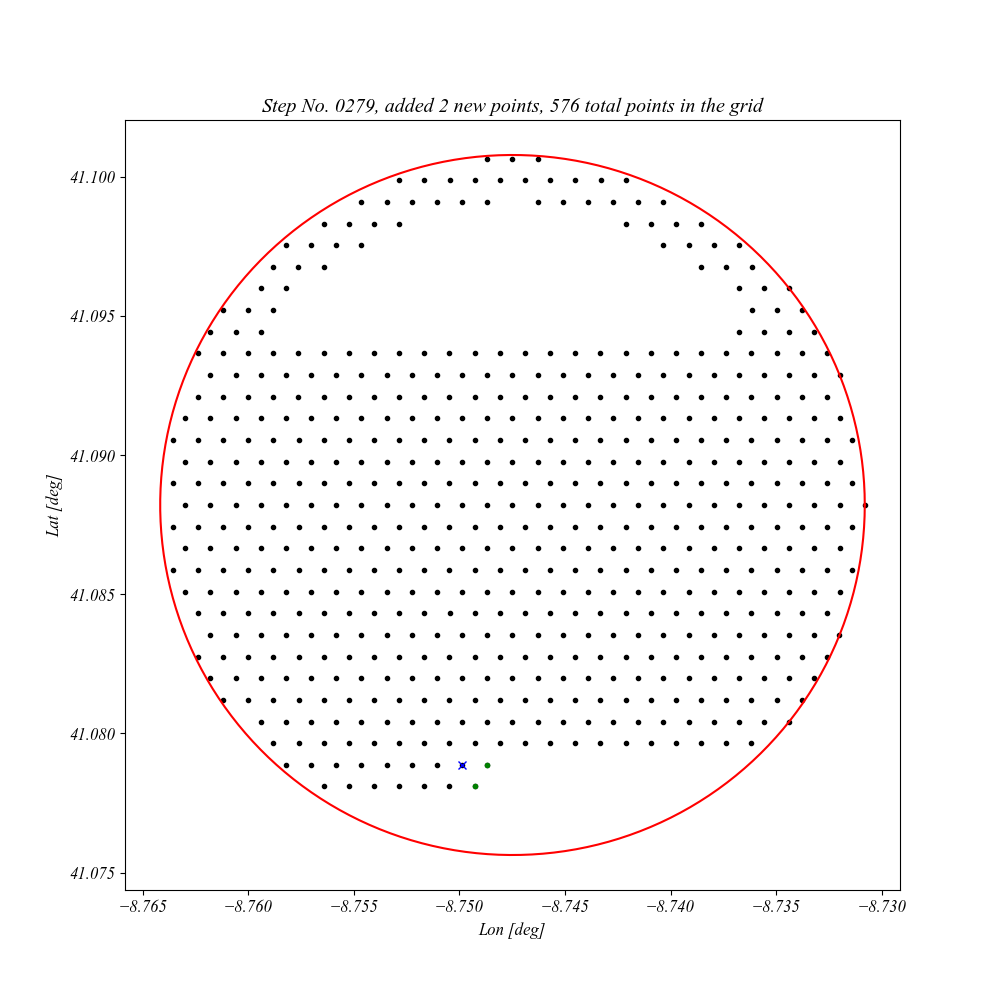 Step No. 0279, added 2 new points, 576 total points in the grid
41.100
41.095
41.090
41.085
41.080
41.075
Lat [deg]
−8.765 −8.760 −8.755 −8.750 −8.745 −8.740 −8.735 −8.730
Lon [deg]